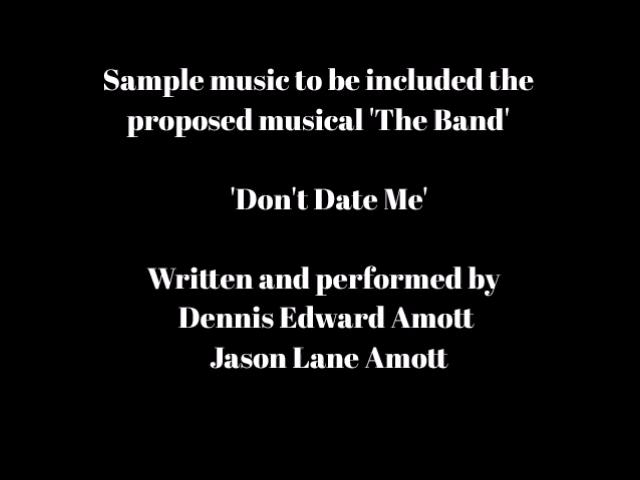 Sample music to be included the
proposed musical 'The Band'
'Don't Date Me'
Written and performed by
Dennis Edward Amott
Jason Lane Amott